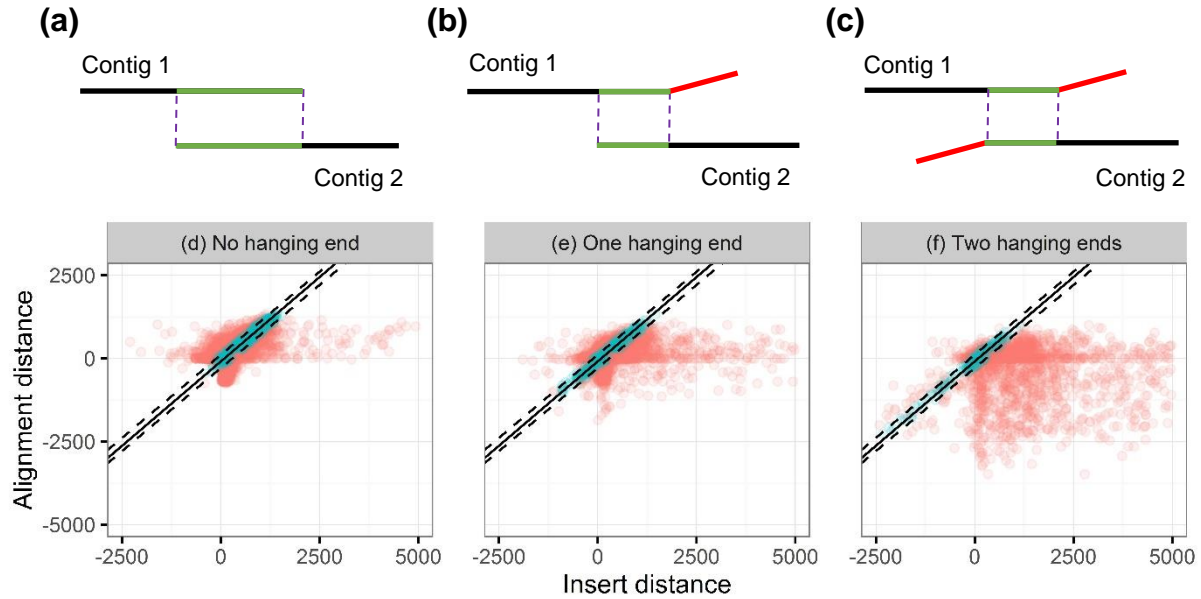 (a)
(b)
(c)
Contig 1
Contig 1
Contig 1
Contig 2
Contig 2
Contig 2
(d) No hanging end
(e) One hanging end
(f) Two hanging ends
Alignment distance
2500
0
-2500
-5000
-2500 0 2500 5000
-2500 0 2500 5000
-2500 0 2500 5000
Insert distance